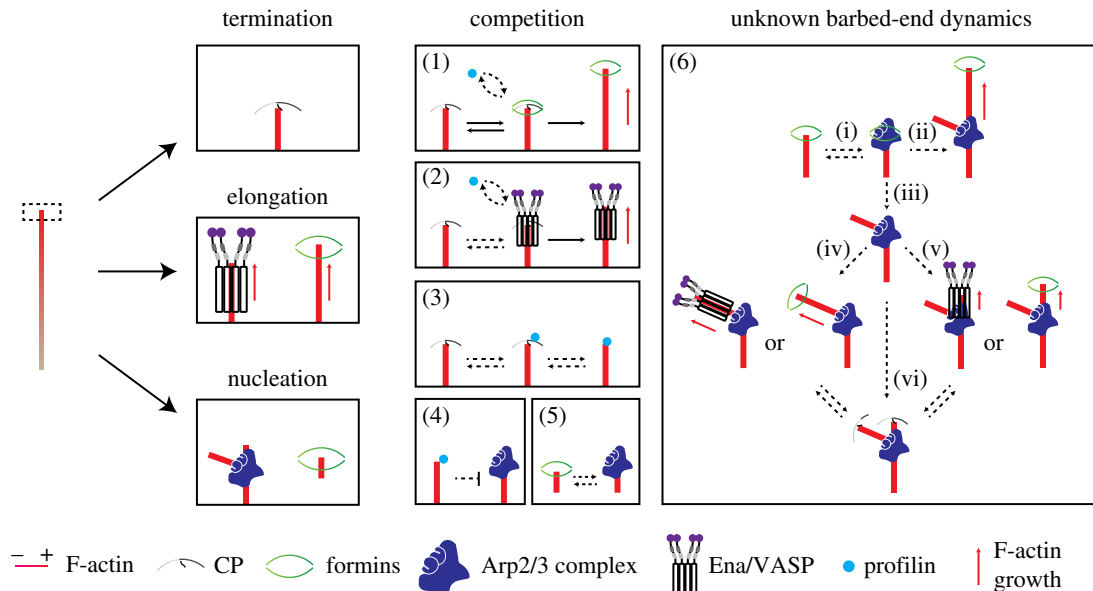 termination
competition
unknown barbed-end dynamics
(1)
(6)
(i)
(ii)
(2)
elongation
(iii)
(iv)
(v)
(3)
or
or
nucleation
(vi)
(4)
(5)
− +
F-actin
CP
formins
Arp2/3 complex
Ena/VASP
profilin
F-actin
growth